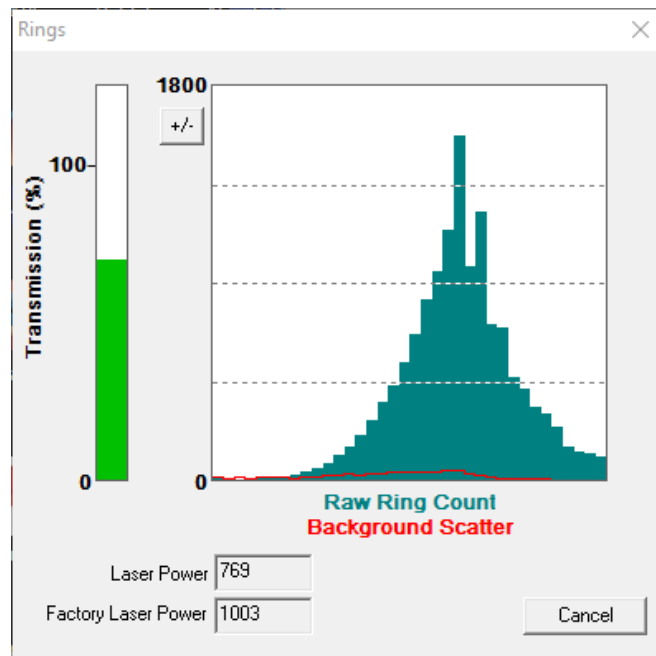 Rings
1800
+/-
100
Transmission (%)
0
0
Raw Ring Count
Background Scatter
Laser Power 769
Factory Laser Power 1003
Cancel